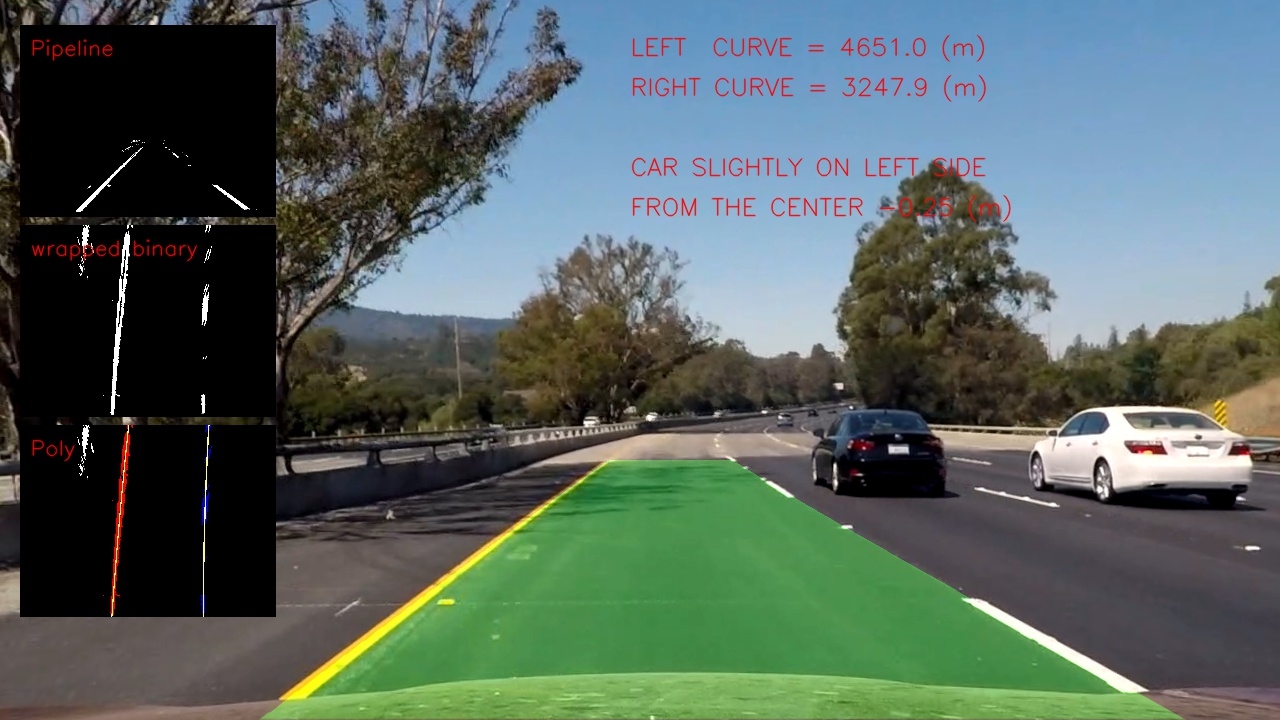 Pipeline
wrapped binary
Poly
LEFT CURVE = 4651.0 (m)
RIGHT CURVE = 3247.9 (m)
CAR SLIGHTLY ON LEFT SIDE
FROM THE CENTER -0.25 (m)